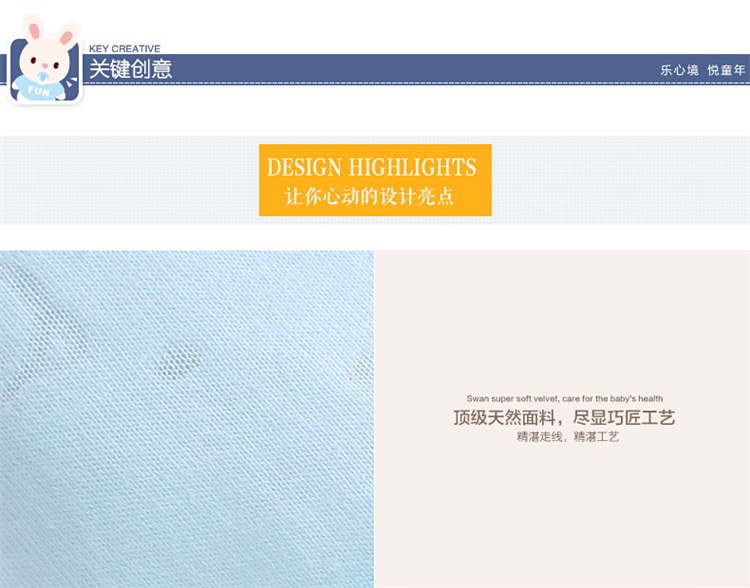 KEY CREATIVE
关键创意
乐心境 悦童年
FUN
DESIGN HIGHLIGHTS
让你心动的设计亮点
Swan super soft velvet, care for the baby's health
顶级天然面料，尽显巧匠工艺
精湛走线，精湛工艺